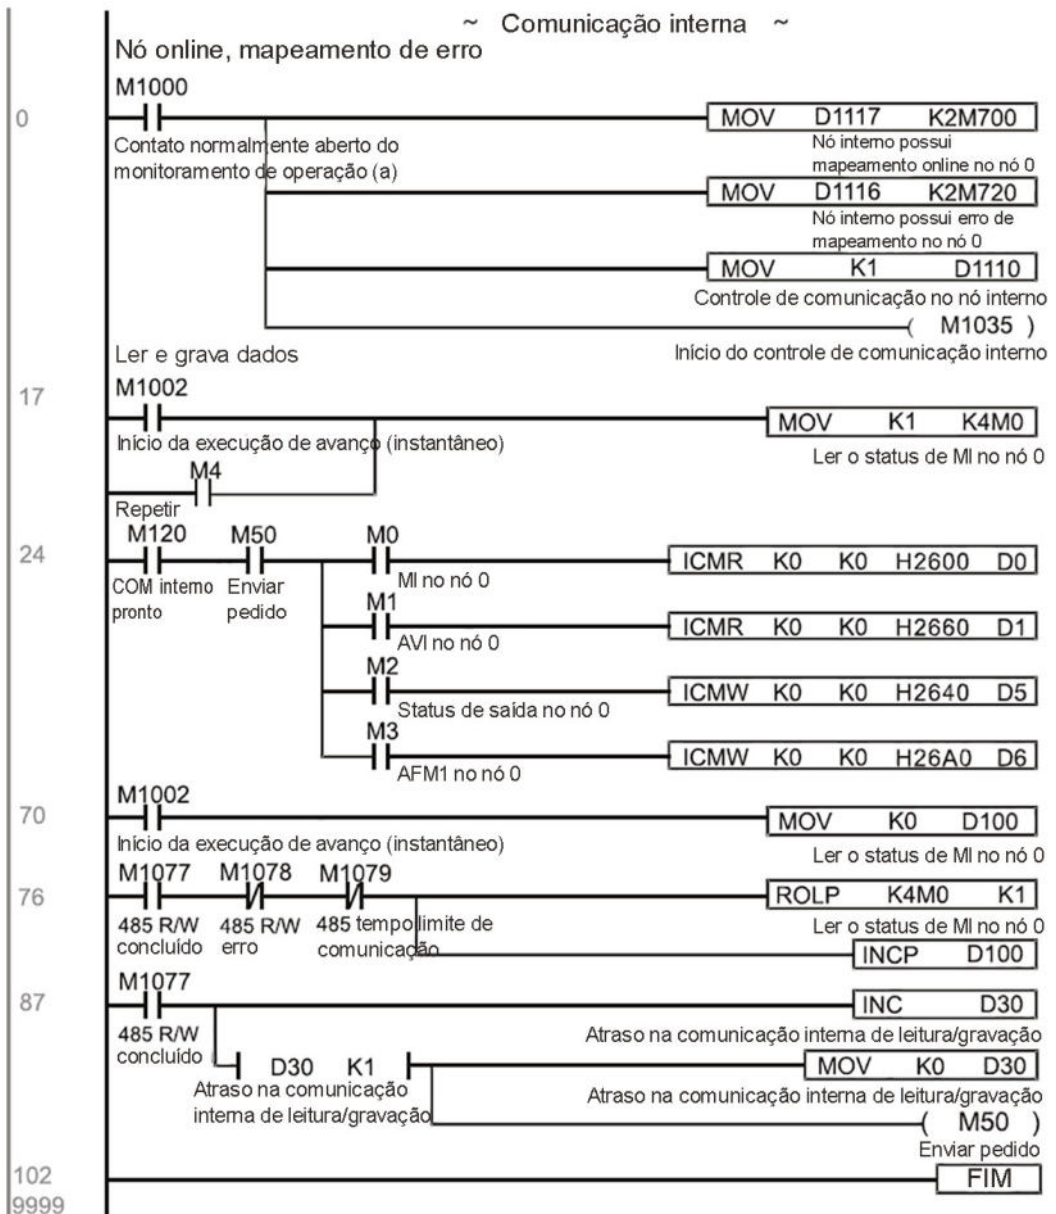 ~ Comunicação interna ~
Nó online, mapeamento de erro
M1000
0
MOV D1117 K2M700
Contato normalmente aberto do
monitoramento de operação (a)
Nó interno possui
mapeamento online no nó 0
MOV D1116 K2M720
Nó interno possui erro de
mapeamento no nó 0
MOV K1 D1110
Controle de comunicação no nó interno
( M1035 )
Início do controle de comunicação interno
Ler e grava dados
M1002
17
MOV K1 K4M0
Início da execução de avanço (instantâneo)
Ler o status de MI no nó 0
M4
Repetir
M120 M50 M0
24
ICMR K0 K0 H2600 D0
COM interno
pronto
Enviar
pedido
MI no nó 0
M1
ICMR K0 K0 H2660 D1
AVI no nó 0
M2
ICMW K0 K0 H2640 D5
Status de saída no nó 0
M3
ICMW K0 K0 H26A0 D6
AFM1 no nó 0
M1002
70
MOV K0 D100
Início da execução de avanço (instantâneo)
Ler o status de MI no nó 0
M1077 M1078 M1079
76
ROLP K4M0 K1
485 R/W
concluído
485 R/W
erro
485 tempo limite de
comunicação
Ler o status de MI no nó 0
INCP D100
M1077
87
INC D30
485 R/W
concluído
Atraso na comunicação interna de leitura/gravação
D30 K1
MOV K0 D30
Atraso na comunicação
interna de leitura/gravação
Atraso na comunicação interna de leitura/gravação
( M50 )
Enviar pedido
102
FIM
9999